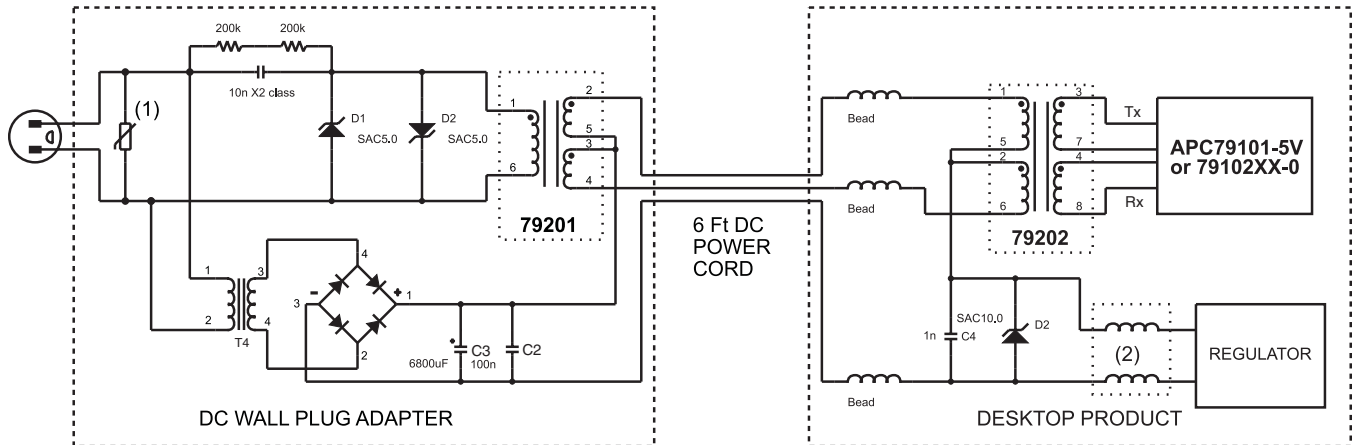 200k
200k
(1)
10n X2 class
D1
SAC5.0
D2
SAC5.0
1
6
2
5
3
4
79201
1
2
3
4
T4
4
3
-
+
1
2
C3
6800uF
100n
C2
DC WALL PLUG ADAPTER
6 Ft DC
POWER
CORD
Bead
Bead
Bead
1
5
2
6
3
7
4
8
79202
Tx
Rx
APC79101-5V
or 79102XX-0
SAC10.0
1n
C4
D2
(2)
REGULATOR
DESKTOP PRODUCT